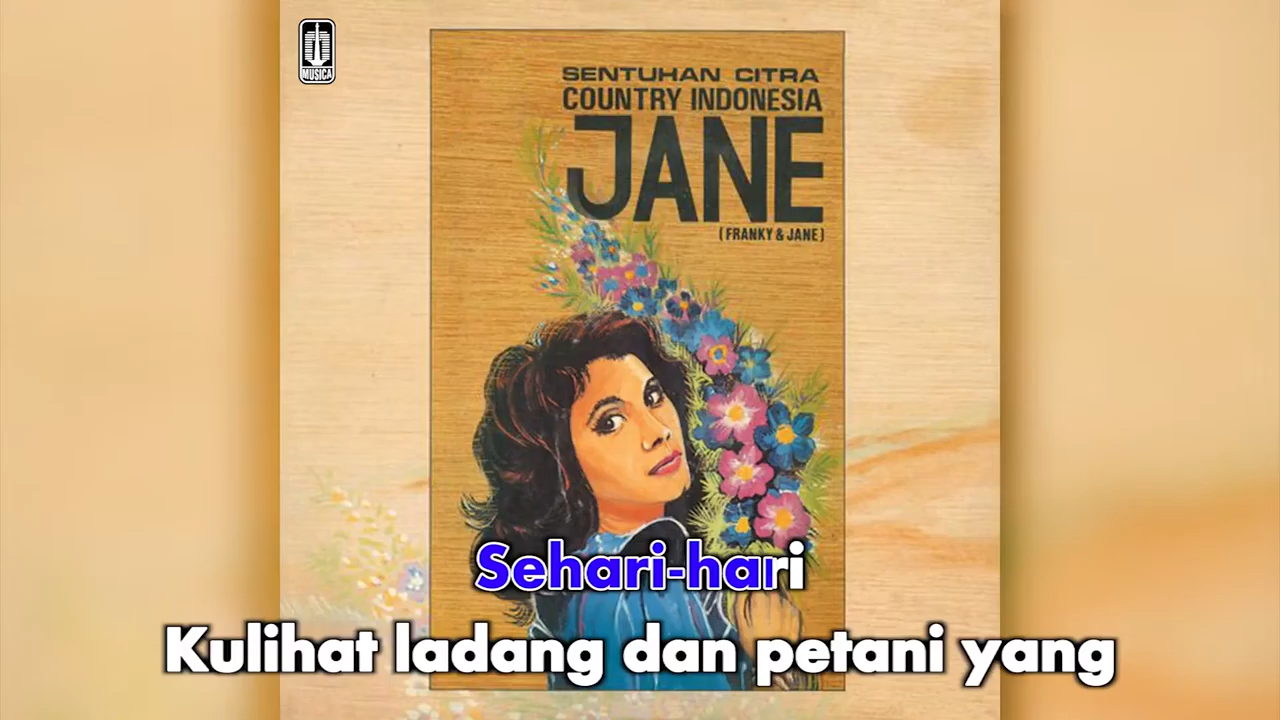 MUSICA
SENTUHAN CITRA
COUNTRY INDONESIA
JANE
(FRANKY & JANE)
Sehari-hari
Kulihat ladang dan petani yang